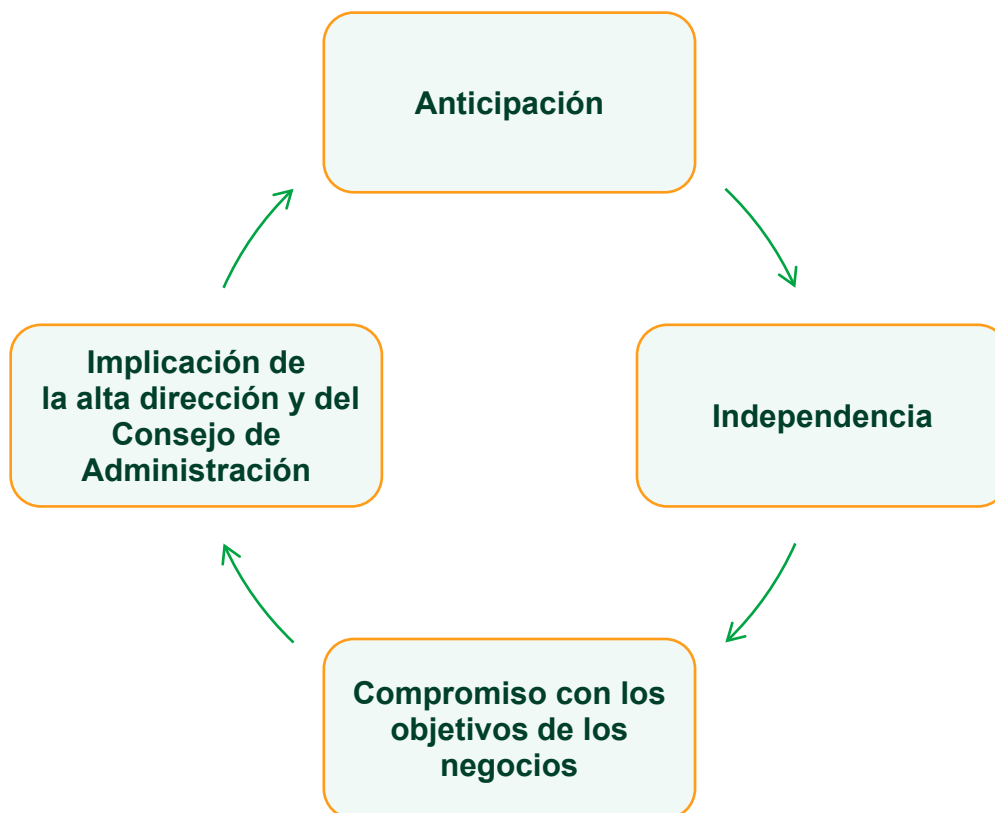 Anticipación
Implicación de
la alta dirección y del
Consejo de
Administración
Independencia
Compromiso con los
objetivos de los
negocios